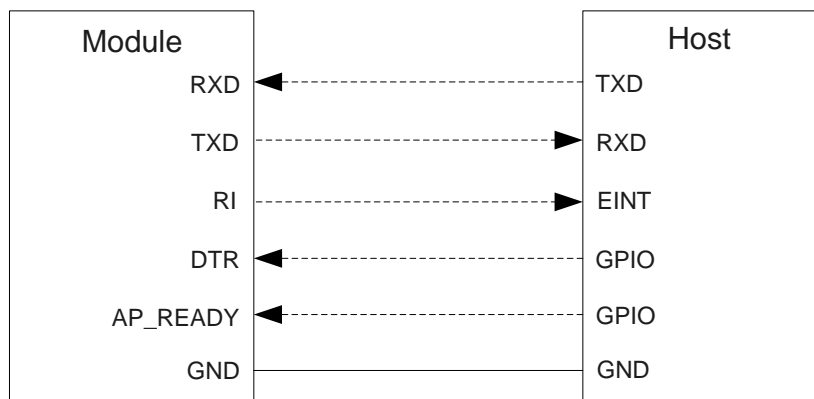 Module Host
RXD TXD
TXD RXD
RI EINT
DTR GPIO
AP_READY GPIO
GND GND